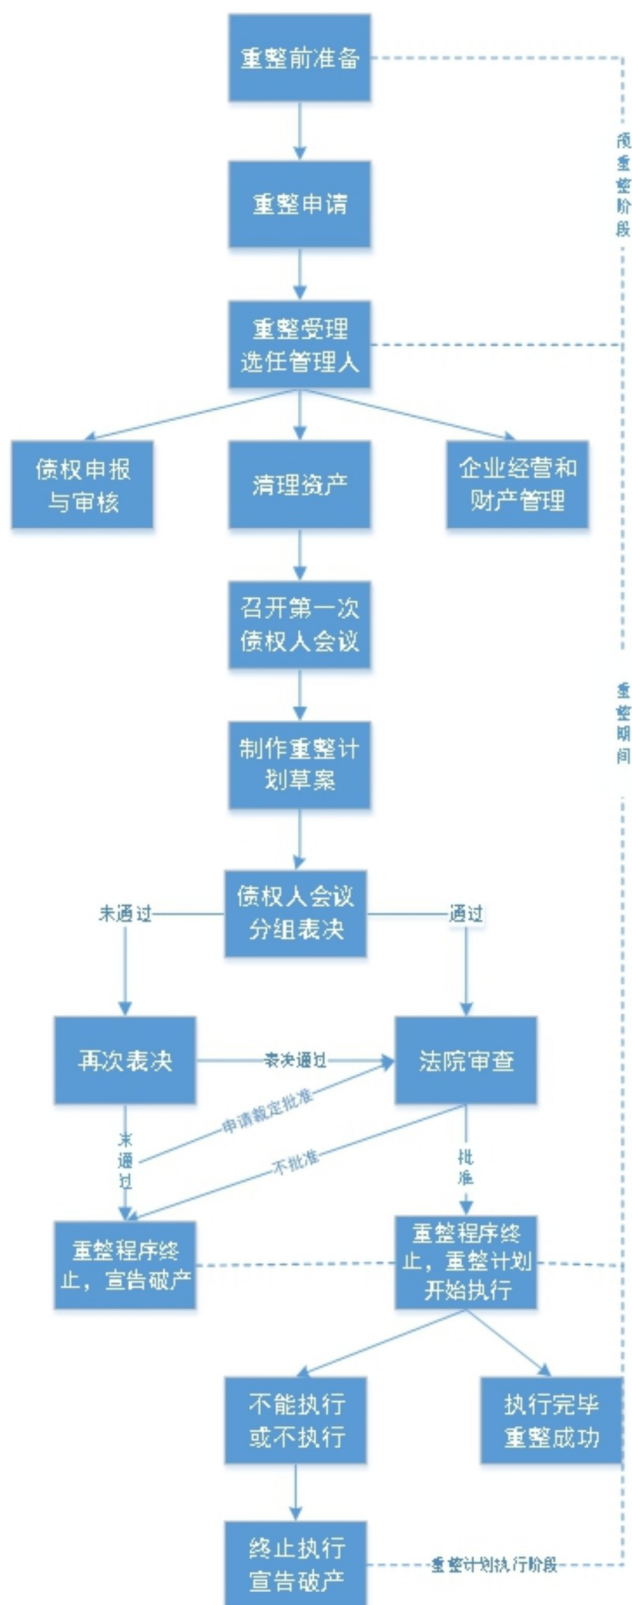 重整前准备
预重整阶段
重整申请
重整受理
选任管理人
债权申报
与审核
清理资产
企业经营和
财产管理
召开第一次
债权人会议
重整期间
制作重整计
划草案
债权人会议
分组表决
未通过
通过
再次表决
表决通过
法院审查
申请裁定批准
未通过
不批准
批准
重整程序终
止，宣告破产
重整程序终
止，重整计划
开始执行
不能执行
或不执行
执行完毕
重整成功
终止执行
宣告破产
重整计划执行阶段